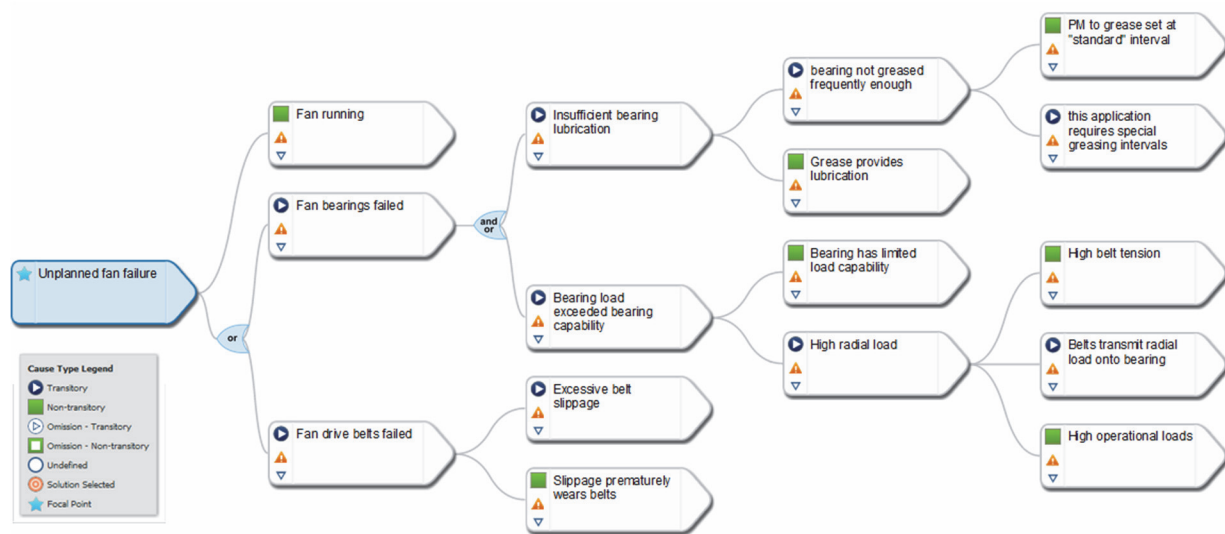 Unplanned fan failure
Fan running
Fan bearings failed
or
Fan drive belts failed
and
or
Insufficient bearing
lubrication
Bearing load
exceeded bearing
capability
Excessive belt
slippage
Slippage prematurely
wears belts
bearing not greased
frequently enough
Grease provides
lubrication
Bearing has limited
load capability
High radial load
PM to grease set at
"standard" interval
this application
requires special
greasing intervals
High belt tension
Belts transmit radial
load onto bearing
High operational loads
Cause Type Legend
Transitory
Non-transitory
Omission - Transitory
Omission - Non-transitory
Undefined
Solution Selected
Focal Point